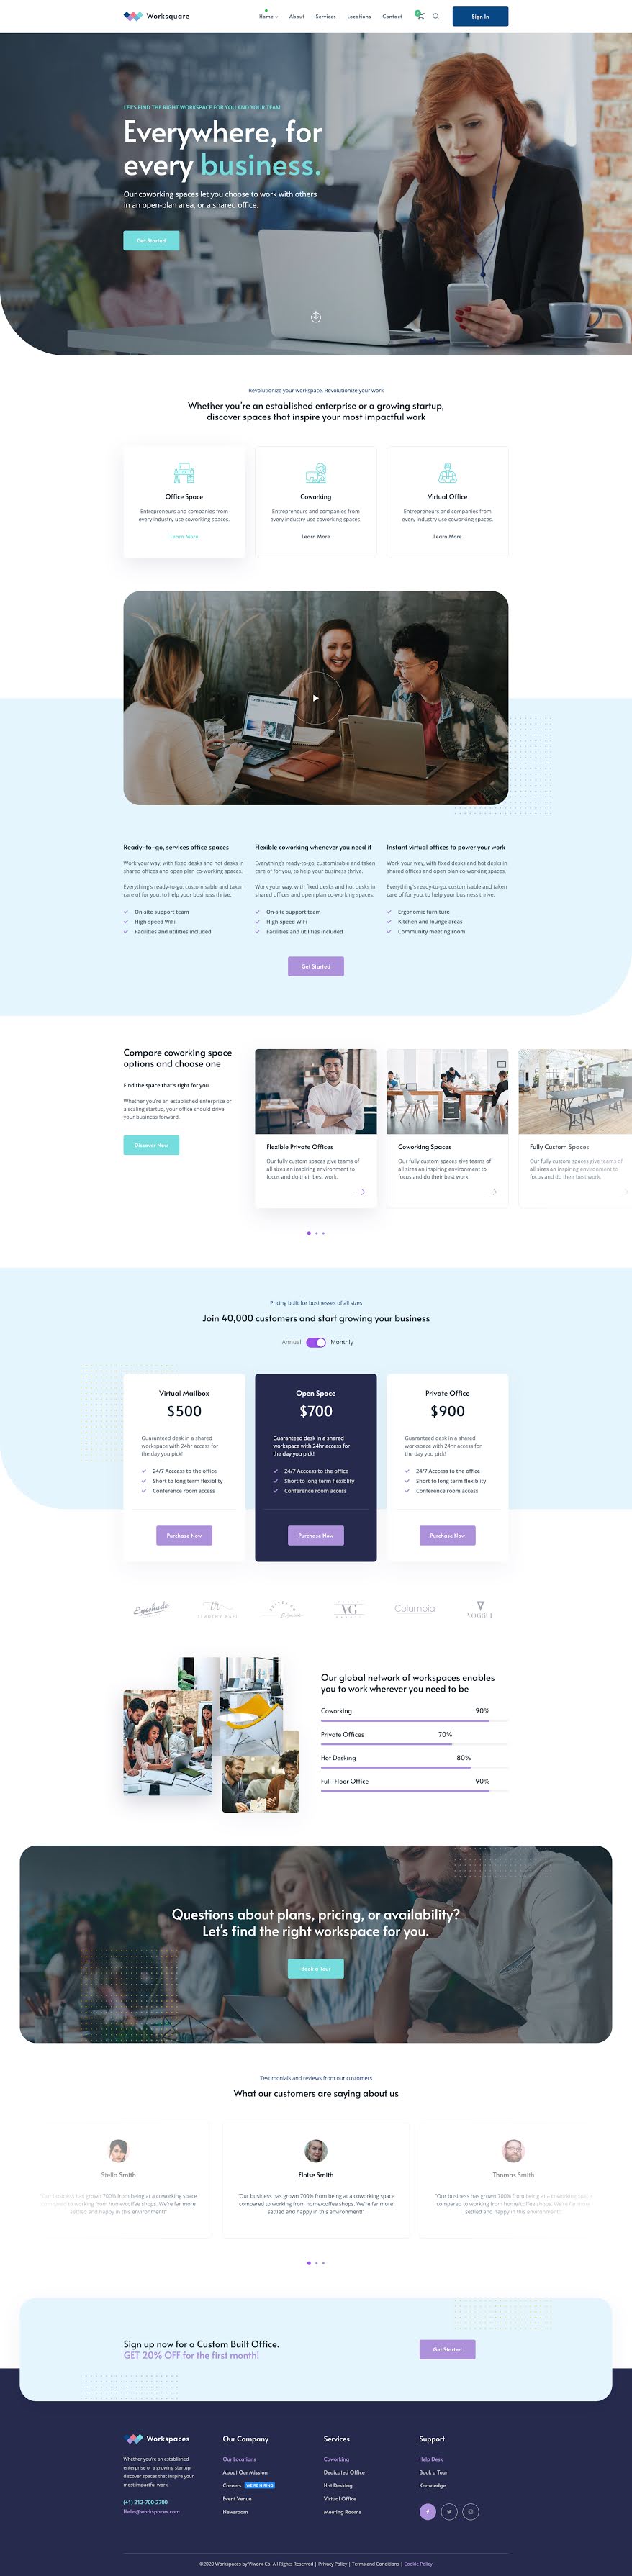 Worksquare
Home
About
Services
Locations
Contact
Sign In
LET'S FIND THE RIGHT WORKSPACE FOR YOU AND YOUR TEAM
Everywhere, for
every business.
Our coworking spaces let you choose to work with others
in an open-plan area, or a shared office.
Get Started
Revolutionize your workspace. Revolutionize your work
Whether you're an established enterprise or a growing startup,
discover spaces that inspire your most impactful work
Office Space
Entrepreneurs and companies from
every industry use coworking spaces.
Learn More
Coworking
Entrepreneurs and companies from
every industry use coworking spaces.
Learn More
Virtual Office
Entrepreneurs and companies from
every industry use coworking spaces.
Learn More
Ready-to-go, services office spaces
Work your way, with fixed desks and hot desks in
shared offices and open plan co-working spaces.
Everything's ready-to-go, customisable and taken
care of for you, to help your business thrive.
On-site support team
High-speed WiFi
Facilities and utilities included
Flexible coworking whenever you need it
Everything's ready-to-go, customisable and taken
care of for you, to help your business thrive.
Work your way, with fixed desks and hot desks in
shared offices and open plan co-working spaces.
On-site support team
High-speed WiFi
Facilities and utilities included
Instant virtual offices to power your work
Work your way, with fixed desks and hot desks in
shared offices and open plan co-working spaces.
Everything's ready-to-go, customisable and taken
care of for you, to help your business thrive.
Ergonomic furniture
Kitchen and lounge areas
Community meeting room
Get Started
Compare coworking space
options and choose one
Find the space that's right for you.
Whether you're an established enterprise or
a scaling startup, your office should drive
your business forward.
Discover Now
Flexible Private Offices
Our fully custom spaces give teams of
all sizes an inspiring environment to
focus and do their best work.
Coworking Spaces
Our fully custom spaces give teams of
all sizes an inspiring environment to
focus and do their best work.
Fully Custom Spaces
Our fully custom spaces give teams of
all sizes an inspiring environment to
focus and do their best work.
Pricing built for businesses of all sizes
Join 40,000 customers and start growing your business
Annual
Monthly
Virtual Mailbox
$500
Guaranteed desk in a shared
workspace with 24hr access for
the day you pick!
24/7 Acccess to the office
Short to long term flexiblity
Conference room access
Purchase Now
Open Space
$700
Guaranteed desk in a shared
workspace with 24hr access for
the day you pick!
24/7 Acccess to the office
Short to long term flexiblity
Conference room access
Purchase Now
Private Office
$900
Guaranteed desk in a shared
workspace with 24hr access for
the day you pick!
24/7 Acccess to the office
Short to long term flexiblity
Conference room access
Purchase Now
Eyeshade
VG
Columbia
Our global network of workspaces enables
you to work wherever you need to be
Coworking 90%
Private Offices 70%
Hot Desking 80%
Full-Floor Office 90%
Questions about plans, pricing, or availability?
Let's find the right workspace for you.
Book a Tour
Testimonials and reviews from our customers
What our customers are saying about us
Stella Smith
"Our business has grown 700% from being at a coworking space
compared to working from home/coffee shops. We're far more
settled and happy in this environment!"
Eloise Smith
"Our business has grown 700% from being at a coworking space
compared to working from home/coffee shops. We're far more
settled and happy in this environment!"
Thomas Smith
"Our business has grown 700% from being at a coworking space
compared to working from home/coffee shops. We're far more
settled and happy in this environment!"
Sign up now for a Custom Built Office.
GET 20% OFF for the first month!
Get Started
Workspaces
Whether you're an established
enterprise or a growing startup,
discover spaces that inspire your
most impactful work.
(+1) 212-700-2700
Hello@workspaces.com
Our Company
Our Locations
About Our Mission
Careers WE'RE HIRING
Event Venue
Newsroom
Services
Coworking
Dedicated Office
Hot Desking
Virtual Office
Meeting Rooms
Support
Help Desk
Book a Tour
Knowledge
©2020 Workspaces by Viworx-Co. All Rights Reserved | Privacy Policy | Terms and Conditions | Cookie Policy